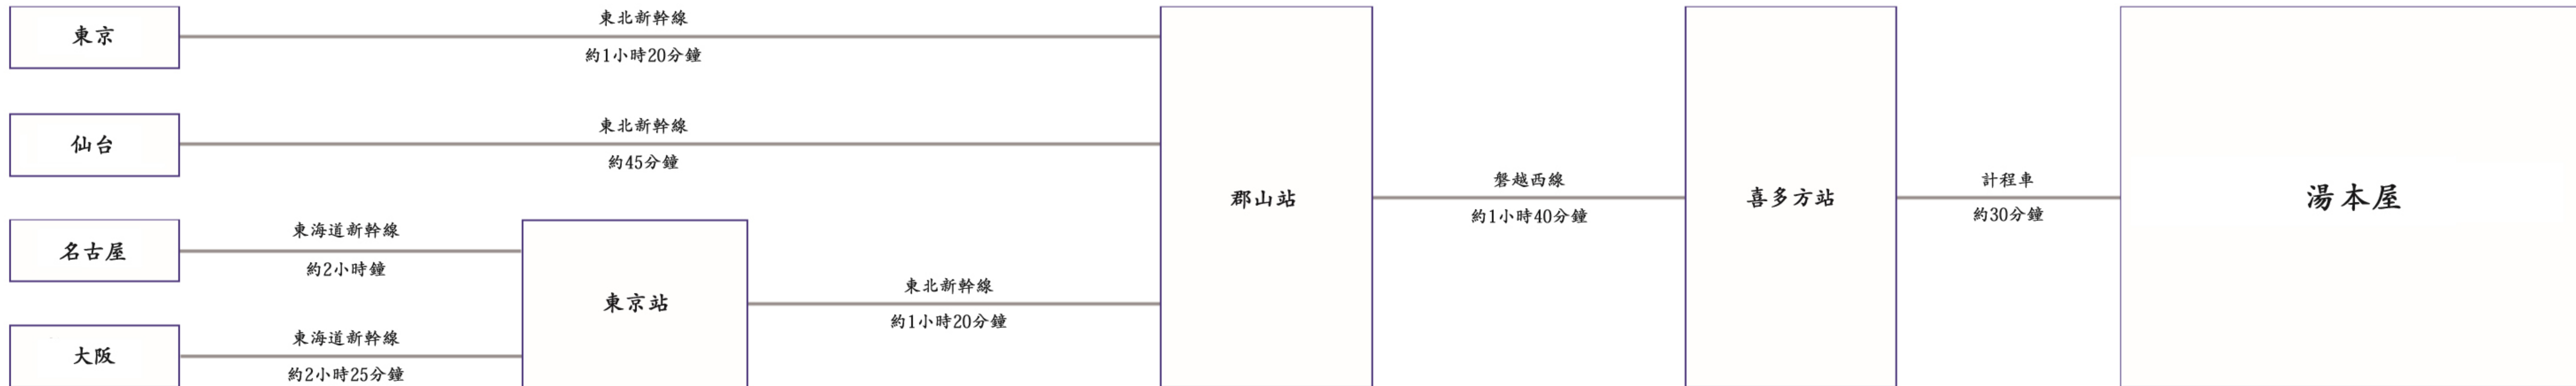 東京
東北新幹線
約1小時20分鐘
仙台
東北新幹線
約45分鐘
名古屋
東海道新幹線
約2小時鐘
大阪
東海道新幹線
約2小時25分鐘
東京站
東北新幹線
約1小時20分鐘
郡山站
磐越西線
約1小時40分鐘
喜多方站
計程車
約30分鐘
湯本屋